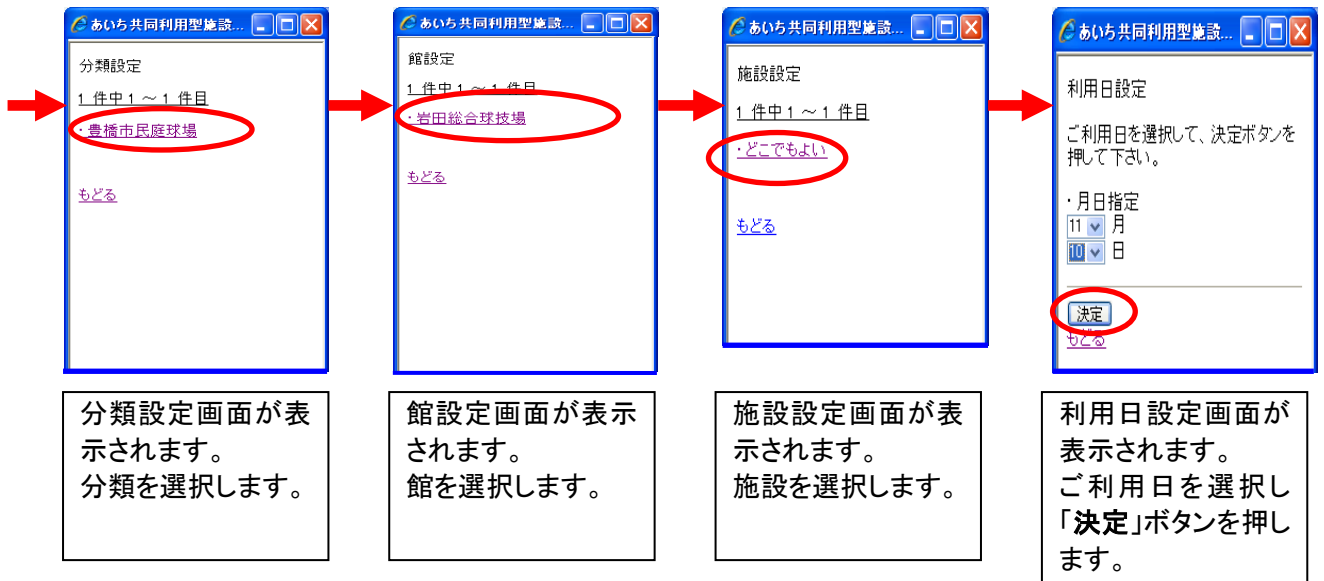 あいち共同利用型施設...
分類設定
1 件中 1 ～ 1 件目
・豊橋市民庭球場
もどる
あいち共同利用型施設...
館設定
1 件中 1 ～ 1 件目
・岩田総合球技場
もどる
あいち共同利用型施設...
施設設定
1 件中 1 ～ 1 件目
・どこでもよい
もどる
あいち共同利用型施設...
利用日設定
ご利用日を選択して、決定ボタンを
押して下さい。
・月日指定
11 月
10 日
決定
もどる
分類設定画面が表
示されます。
分類を選択します。
館設定画面が表示
されます。
館を選択します。
施設設定画面が表
示されます。
施設を選択します。
利用日設定画面が
表示されます。
ご利用日を選択し
「決定」ボタンを押し
ます。